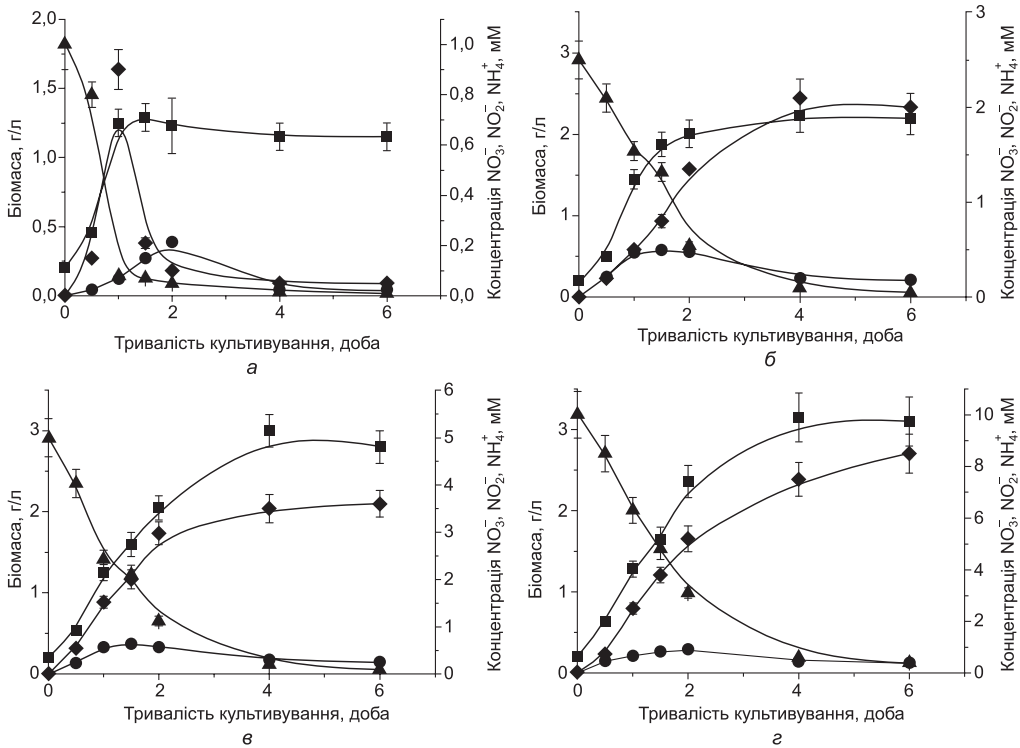 2,0
1,5
1,0
0,5
0,0
Біомаса, г/л
1,0
0,8
0,6
0,4
0,2
0,0
Концентрація NO₃⁻, NO₂⁻, NH₄⁺, мМ
0 2 4 6
Тривалість культивування, доба
а
3
2
1
0
Біомаса, г/л
3
2
1
0
Концентрація NO₃⁻, NO₂⁻, NH₄⁺, мМ
0 2 4 6
Тривалість культивування, доба
б
3
2
1
0
Біомаса, г/л
6
5
4
3
2
1
0
Концентрація NO₃⁻, NO₂⁻, NH₄⁺, мМ
0 2 4 6
Тривалість культивування, доба
в
3
2
1
0
Біомаса, г/л
10
8
6
4
2
0
Концентрація NO₃⁻, NO₂⁻, NH₄⁺, мМ
0 2 4 6
Тривалість культивування, доба
г